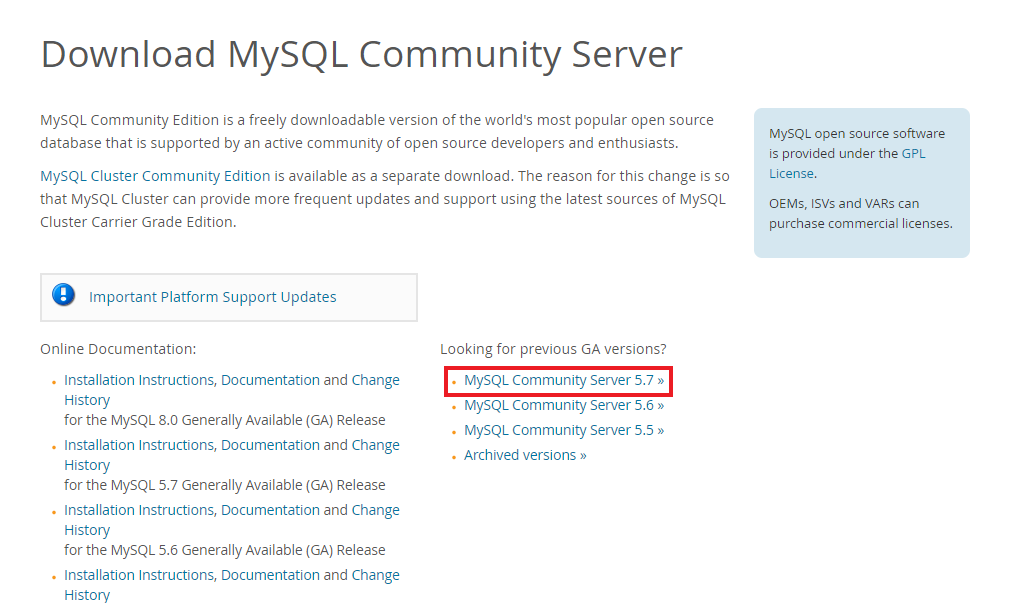 Download MySQL Community Server
MySQL Community Edition is a freely downloadable version of the world's most popular open source
database that is supported by an active community of open source developers and enthusiasts.
MySQL Cluster Community Edition is available as a separate download. The reason for this change is so
that MySQL Cluster can provide more frequent updates and support using the latest sources of MySQL
Cluster Carrier Grade Edition.
MySQL open source software
is provided under the GPL
License.
OEMs, ISVs and VARs can
purchase commercial licenses.
Important Platform Support Updates
Online Documentation:
Installation Instructions, Documentation and Change
History
for the MySQL 8.0 Generally Available (GA) Release
Installation Instructions, Documentation and Change
History
for the MySQL 5.7 Generally Available (GA) Release
Installation Instructions, Documentation and Change
History
for the MySQL 5.6 Generally Available (GA) Release
Installation Instructions, Documentation and Change
History
Looking for previous GA versions?
MySQL Community Server 5.7 »
MySQL Community Server 5.6 »
MySQL Community Server 5.5 »
Archived versions »